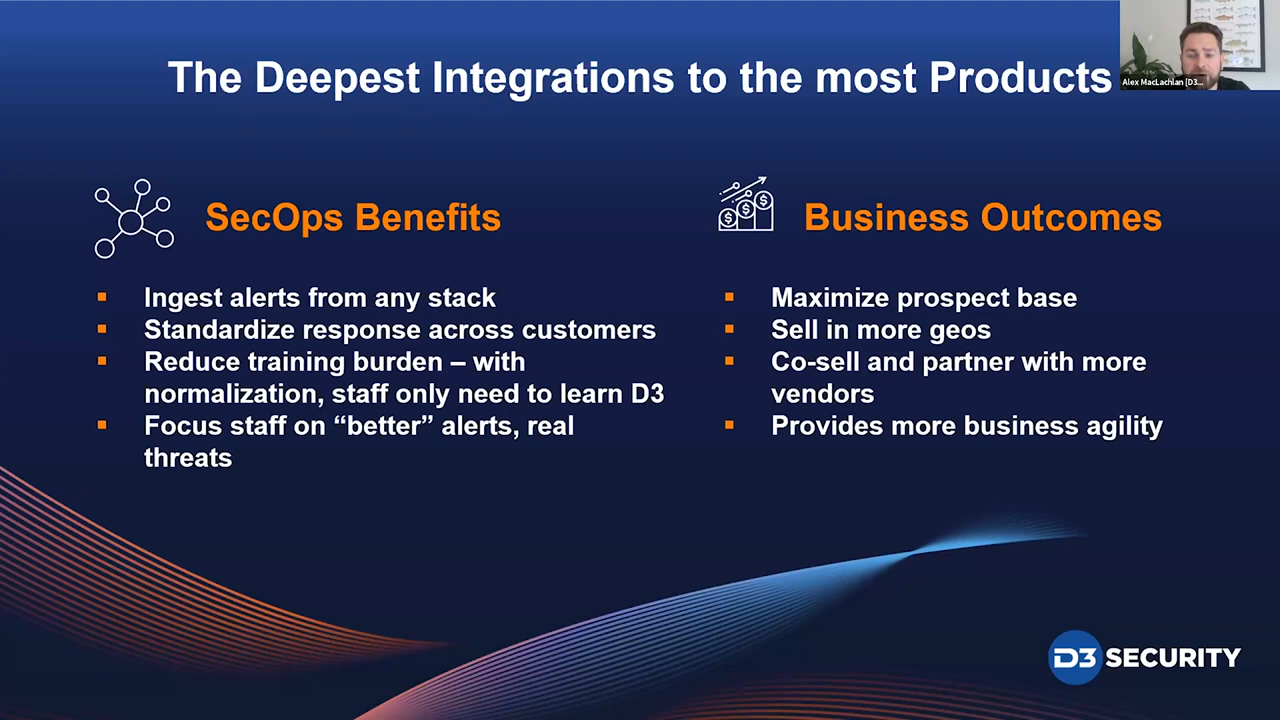 The Deepest Integrations to the most Products
Alex MacLachlan [D3...
SecOps Benefits
Ingest alerts from any stack
Standardize response across customers
Reduce training burden – with
normalization, staff only need to learn D3
Focus staff on “better” alerts, real
threats
Business Outcomes
Maximize prospect base
Sell in more geos
Co-sell and partner with more
vendors
Provides more business agility
D3 SECURITY